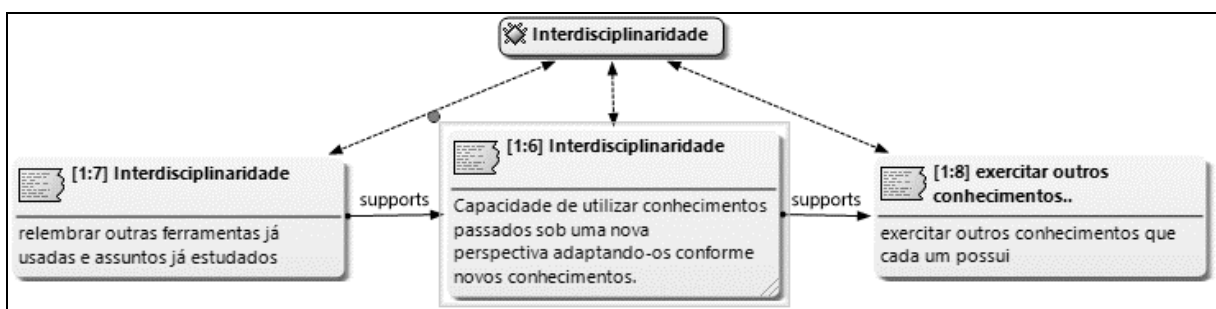 Interdisciplinaridade
[1:7] Interdisciplinaridade
relembrar outras ferramentas já
usadas e assuntos já estudados
supports
[1:6] Interdisciplinaridade
Capacidade de utilizar conhecimentos
passados sob uma nova
perspectiva adaptando-os conforme
novos conhecimentos.
supports
[1:8] exercitar outros
conhecimentos..
exercitar outros conhecimentos que
cada um possui